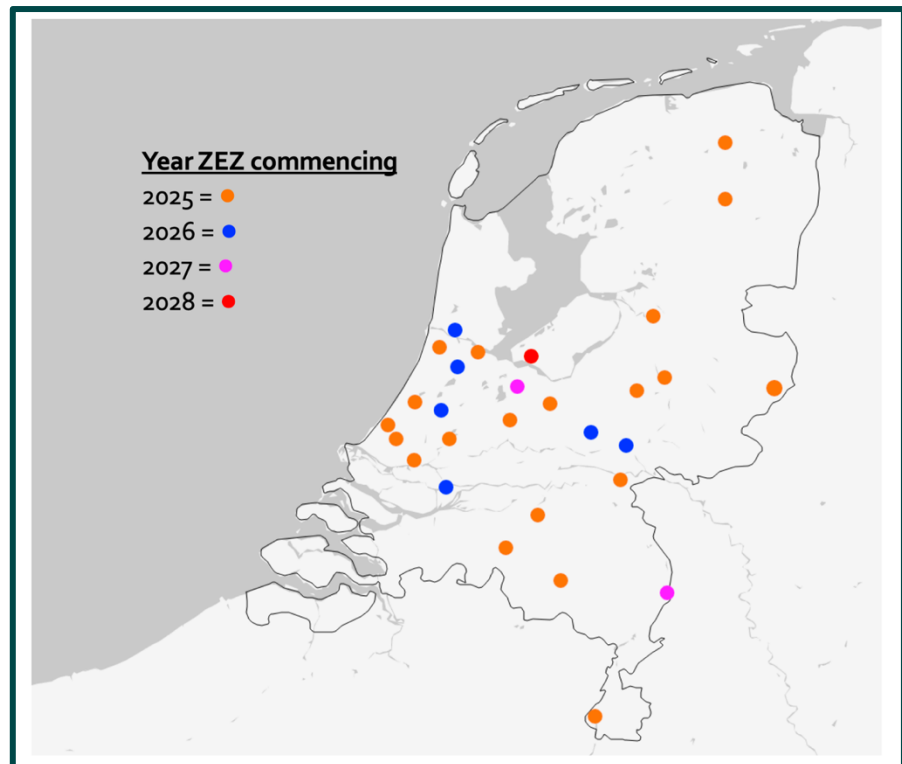 Year ZEZ commencing
2025 =
2026 =
2027 =
2028 =